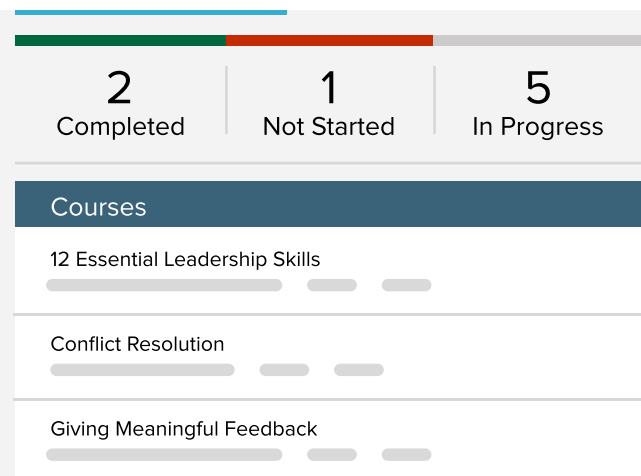 2 1 5
Completed Not Started In Progress
Courses
12 Essential Leadership Skills
Conflict Resolution
Giving Meaningful Feedback